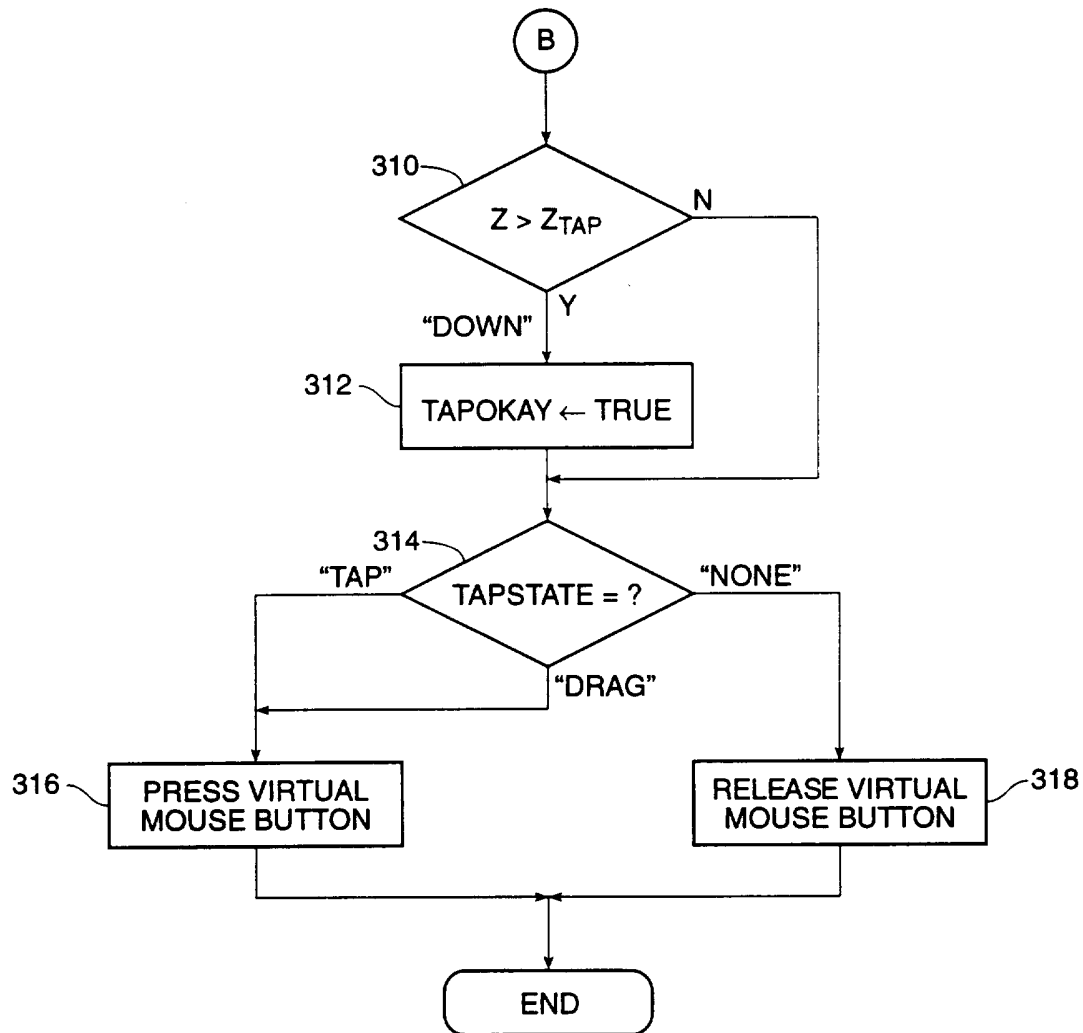 B
310
Z > ZTAP
N
Y
“DOWN”
312
TAPOKAY ← TRUE
314
“TAP”
TAPSTATE = ?
“NONE”
“DRAG”
316
PRESS VIRTUAL
MOUSE BUTTON
RELEASE VIRTUAL
MOUSE BUTTON
318
END